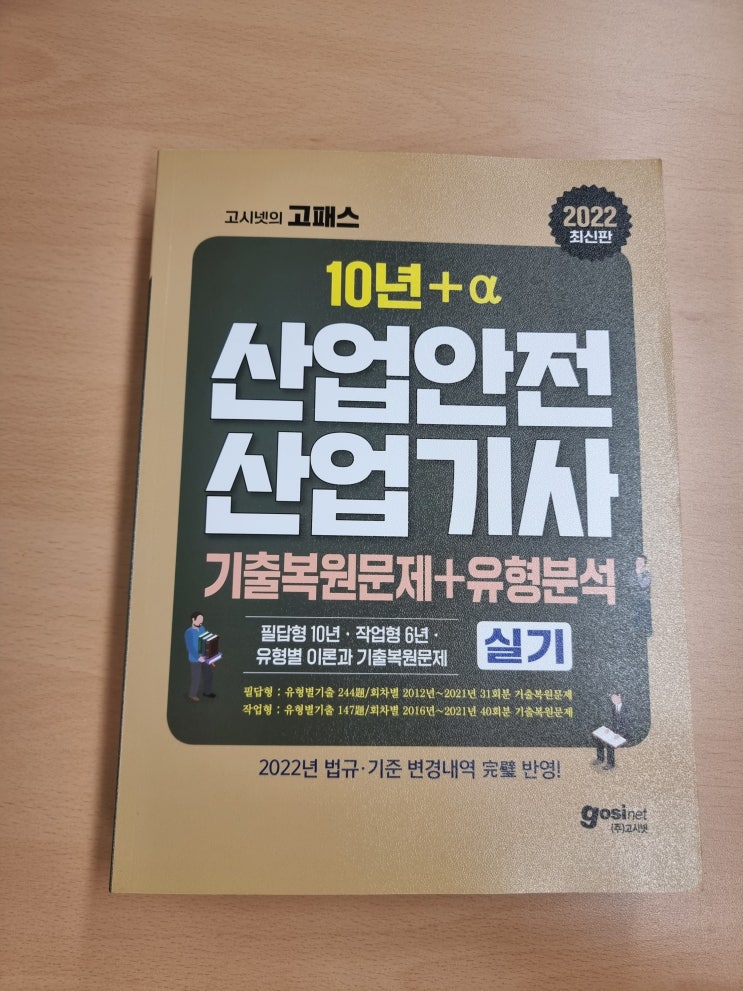 고시넷의 고패스
2022
최신판
10년+α
산업안전
산업기사
기출복원문제+유형분석
필답형 10년·작업형 6년·
유형별 이론과 기출복원문제
실기
필답형 : 유형별기출 244題/회차별 2012년~2021년 31회분 기출복원문제
작업형 : 유형별기출 147題/회차별 2016년~2021년 40회분 기출복원문제
2022년 법규·기준 변경내역 完璧 반영!
gosinet
(주)고시넷